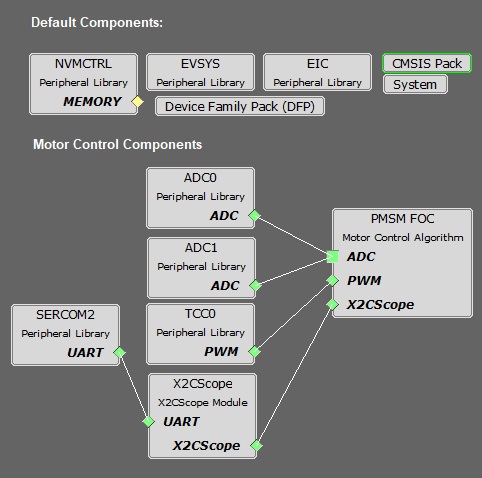 Default Components:
NVMCTRL
Peripheral Library
MEMORY
EVSYS
Peripheral Library
EIC
Peripheral Library
CMSIS Pack
System
Device Family Pack (DFP)
Motor Control Components
ADC0
Peripheral Library
ADC
ADC1
Peripheral Library
ADC
PMSM FOC
Motor Control Algorithm
ADC
PWM
X2CScope
SERCOM2
Peripheral Library
UART
TCC0
Peripheral Library
PWM
X2CScope
X2CScope Module
UART
X2CScope